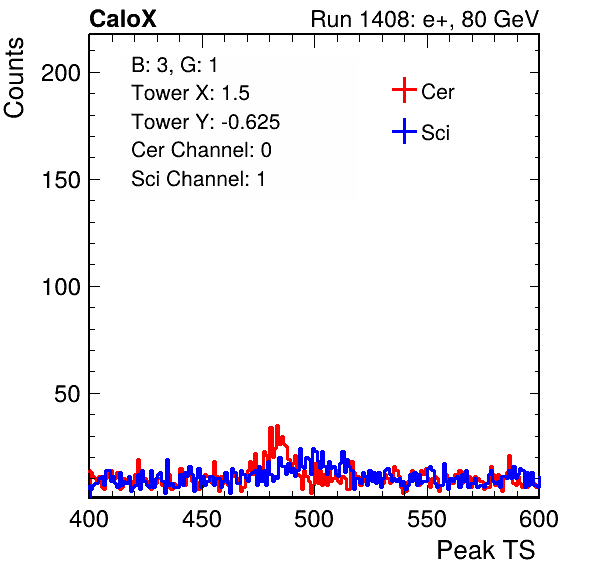 CaloX Run 1408: e+, 80 GeV
Counts
B: 3, G: 1
Tower X: 1.5
Tower Y: -0.625
Cer Channel: 0
Sci Channel: 1
Cer
Sci
200
150
100
50
400 450 500 550 600
Peak TS